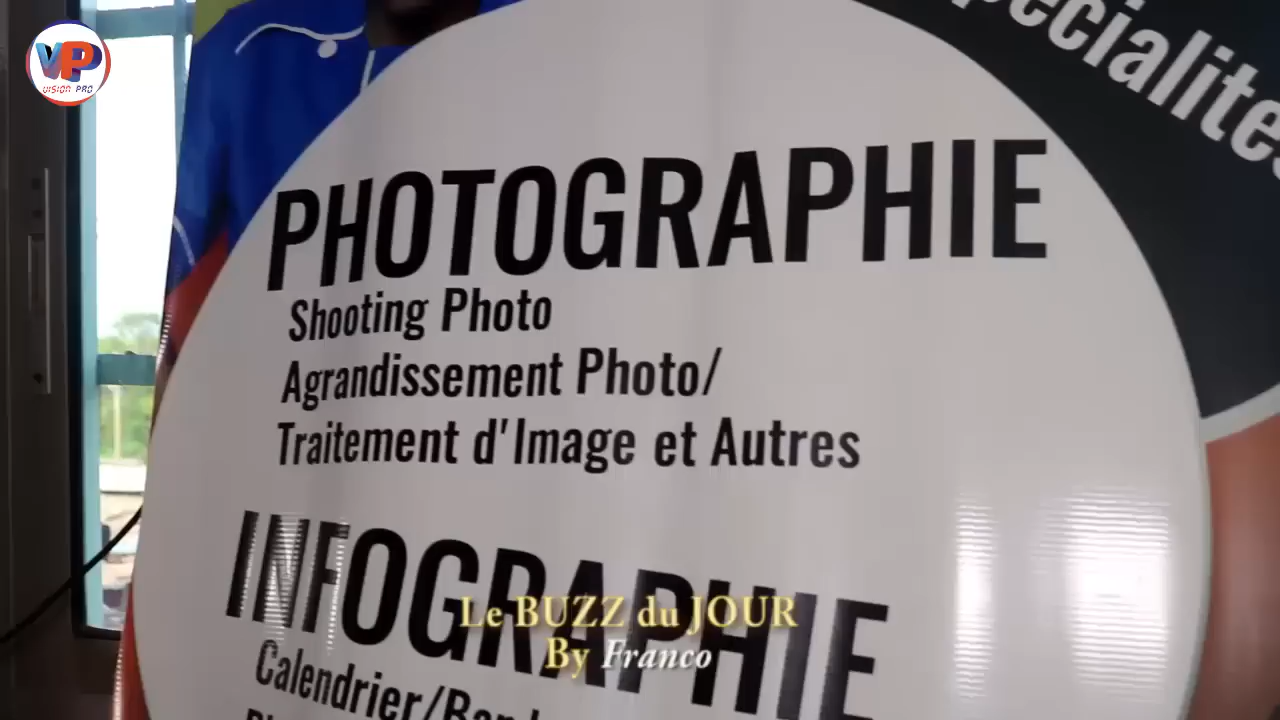 VP
VISION PRO
PHOTOGRAPHIE
Shooting Photo
Agrandissement Photo/
Traitement d'Image et Autres
INFOGRAPHIE
Le BUZZ du JOUR
By Franco